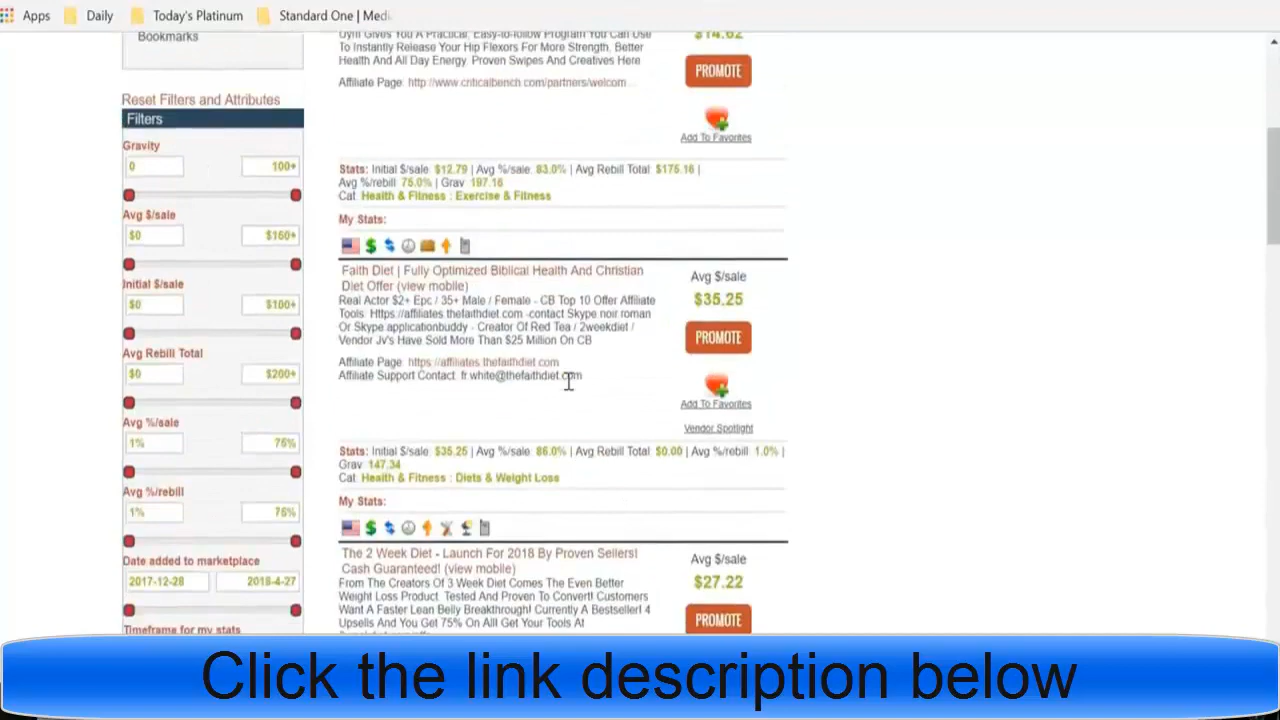 Apps Daily Today's Platinum Standard One | Medi
Bookmarks
Reset Filters and Attributes
Filters
Gravity
0 100+
Avg $/sale
$0 $160+
Initial $/sale
$0 $100+
Avg Rebill Total
$0 $200+
Avg %/sale
1% 76%
Avg %/rebill
1% 76%
Date added to marketplace
2017-12-28 2018-4-27
Timeframe for my stats
Gives You A Practical, Easy-to-follow Program You Can Use
To Instantly Release Your Hip Flexors For More Strength, Better
Health And All Day Energy. Proven Swipes And Creatives Here
Affiliate Page: http://www.criticalbench.com/partners/welcom...
$14.62
PROMOTE
Add To Favorites
Stats: Initial $/sale: $12.79 | Avg %/sale: 83.0% | Avg Rebill Total: $175.16 |
Avg %/rebill: 75.0% | Grav: 197.16
Cat: Health & Fitness : Exercise & Fitness
My Stats:
Faith Diet | Fully Optimized Biblical Health And Christian
Diet Offer (view mobile)
Real Actor $2+ Epc / 35+ Male / Female - CB Top 10 Offer Affiliate
Tools: Https://affiliates.thefaithdiet.com -contact Skype noir roman
Or Skype applicationbuddy - Creator Of Red Tea / 2weekdiet /
Vendor Jv's Have Sold More Than $25 Million On CB
Affiliate Page: https://affiliates.thefaithdiet.com
Affiliate Support Contact: fr.white@thefaithdiet.com
Avg $/sale
$35.25
PROMOTE
Add To Favorites
Vendor Spotlight
Stats: Initial $/sale: $35.25 | Avg %/sale: 86.0% | Avg Rebill Total: $0.00 | Avg %/rebill: 1.0% |
Grav: 147.34
Cat: Health & Fitness : Diets & Weight Loss
My Stats:
The 2 Week Diet - Launch For 2018 By Proven Sellers!
Cash Guaranteed! (view mobile)
From The Creators Of 3 Week Diet Comes The Even Better
Weight Loss Product. Tested And Proven To Convert! Customers
Want A Faster Lean Belly Breakthrough! Currently A Bestseller! 4
Upsells And You Get 75% On All! Get Your Tools At
Avg $/sale
$27.22
PROMOTE
Click the link description below